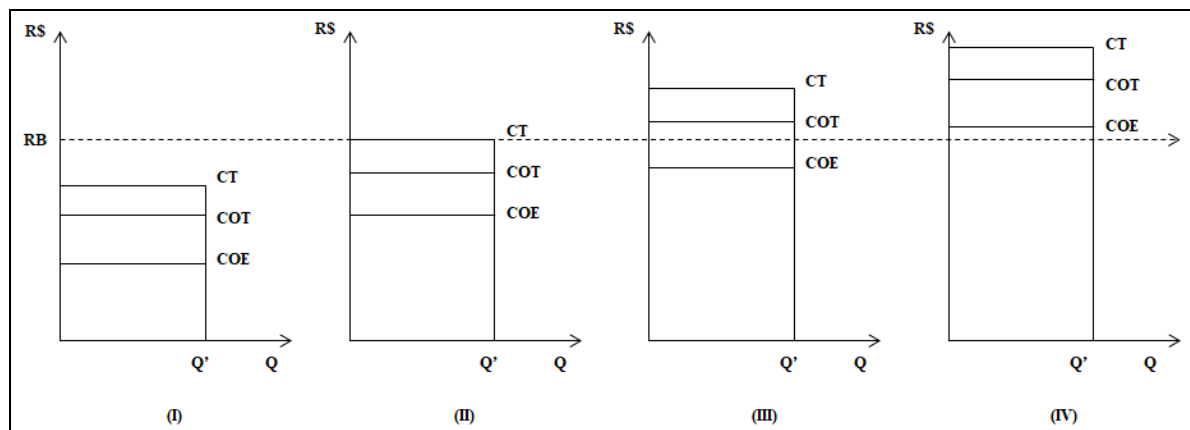 R$ R$ R$ R$
CT
CT
COT
COE
RB
CT
COT
COE
CT
COT
COE
COT
COE
Q’ Q Q’ Q Q’ Q Q’ Q
(I) (II) (III) (IV)